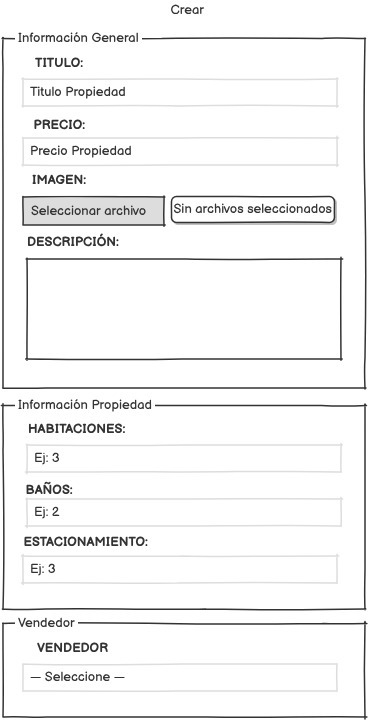 Crear
Información General
TITULO:
Titulo Propiedad
PRECIO:
Precio Propiedad
IMAGEN:
Seleccionar archivo Sin archivos seleccionados
DESCRIPCIÓN:
Información Propiedad
HABITACIONES:
Ej: 3
BAÑOS:
Ej: 2
ESTACIONAMIENTO:
Ej: 3
Vendedor
VENDEDOR
— Seleccione —